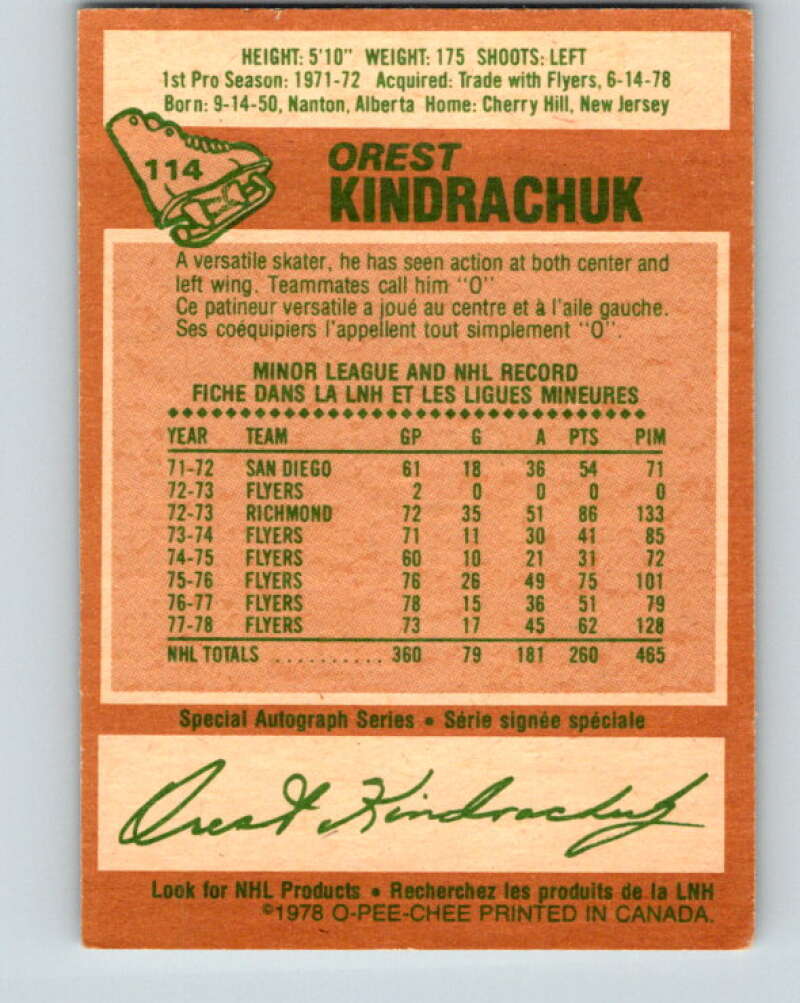 HEIGHT: 5'10" WEIGHT: 175 SHOOTS: LEFT
1st Pro Season: 1971-72 Acquired: Trade with Flyers, 6-14-78
Born: 9-14-50, Nanton, Alberta Home: Cherry Hill, New Jersey
114
OREST
KINDRACHUK
A versatile skater, he has seen action at both center and
left wing. Teammates call him "O"
Ce patineur versatile a joué au centre et à l'aile gauche.
Ses coéquipiers l'appellent tout simplement "O".
MINOR LEAGUE AND NHL RECORD
FICHE DANS LA LNH ET LES LIGUES MINEURES
YEAR TEAM GP G A PTS PIM
71-72 SAN DIEGO 61 18 36 54 71
72-73 FLYERS 2 0 0 0 0
72-73 RICHMOND 72 35 51 86 133
73-74 FLYERS 71 11 30 41 85
74-75 FLYERS 60 10 21 31 72
75-76 FLYERS 76 26 49 75 101
76-77 FLYERS 78 15 36 51 79
77-78 FLYERS 73 17 45 62 128
NHL TOTALS .......... 360 79 181 260 465
Special Autograph Series • Série signée spéciale
Orest Kindrachuk
Look for NHL Products • Recherchez les produits de la LNH
©1978 O-PEE-CHEE PRINTED IN CANADA.